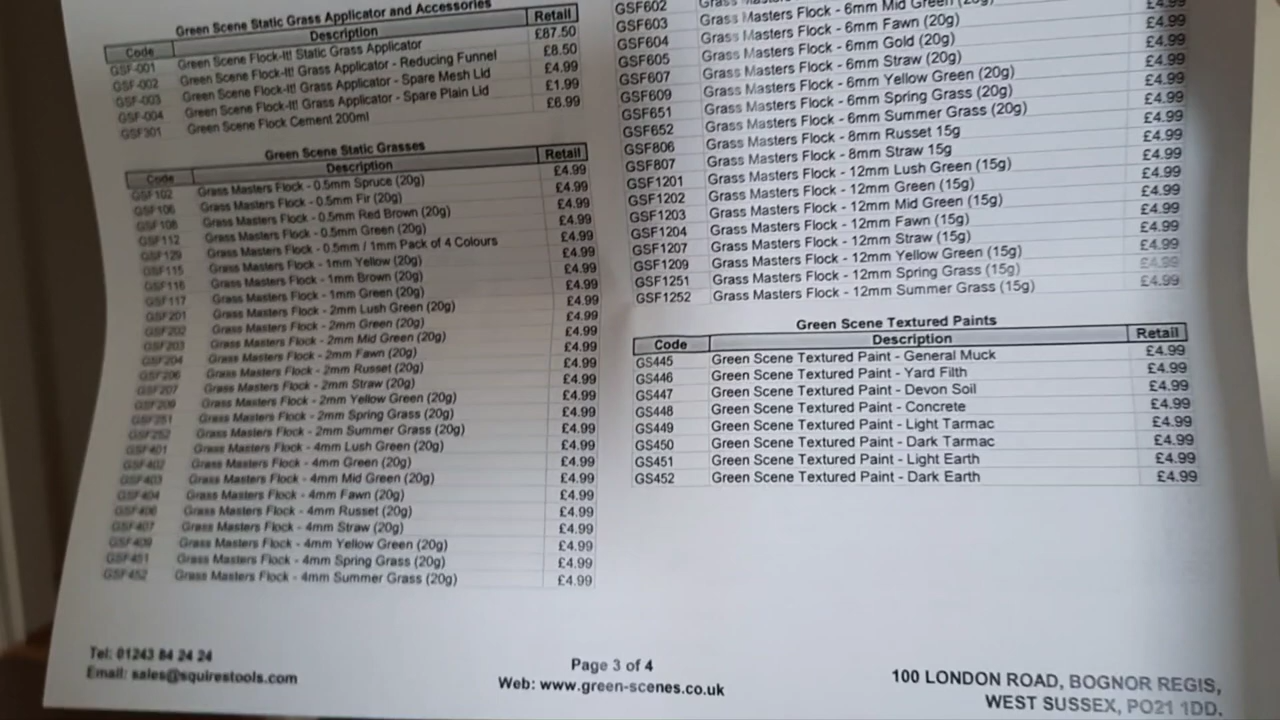 Green Scene Static Grass Applicator and Accessories
Code Description Retail
GSF-001 Green Scene Flock-It! Static Grass Applicator £87.50
GSF-002 Green Scene Flock-It! Grass Applicator - Reducing Funnel £8.50
GSF-003 Green Scene Flock-It! Grass Applicator - Spare Mesh Lid £4.99
GSF-004 Green Scene Flock-It! Grass Applicator - Spare Plain Lid £1.99
GSF301 Green Scene Flock Cement 200ml £6.99
Green Scene Static Grasses
Code Description Retail
GSF102 Grass Masters Flock - 0.5mm Spruce (20g) £4.99
GSF106 Grass Masters Flock - 0.5mm Fir (20g) £4.99
GSF108 Grass Masters Flock - 0.5mm Red Brown (20g) £4.99
GSF112 Grass Masters Flock - 0.5mm Green (20g) £4.99
GSF129 Grass Masters Flock - 0.5mm / 1mm Pack of 4 Colours £4.99
GSF115 Grass Masters Flock - 1mm Yellow (20g) £4.99
GSF116 Grass Masters Flock - 1mm Brown (20g) £4.99
GSF117 Grass Masters Flock - 1mm Green (20g) £4.99
GSF201 Grass Masters Flock - 2mm Lush Green (20g) £4.99
GSF202 Grass Masters Flock - 2mm Green (20g) £4.99
GSF203 Grass Masters Flock - 2mm Mid Green (20g) £4.99
GSF204 Grass Masters Flock - 2mm Fawn (20g) £4.99
GSF206 Grass Masters Flock - 2mm Russet (20g) £4.99
GSF207 Grass Masters Flock - 2mm Straw (20g) £4.99
GSF209 Grass Masters Flock - 2mm Yellow Green (20g) £4.99
GSF251 Grass Masters Flock - 2mm Spring Grass (20g) £4.99
GSF252 Grass Masters Flock - 2mm Summer Grass (20g) £4.99
GSF401 Grass Masters Flock - 4mm Lush Green (20g) £4.99
GSF402 Grass Masters Flock - 4mm Green (20g) £4.99
GSF403 Grass Masters Flock - 4mm Mid Green (20g) £4.99
GSF404 Grass Masters Flock - 4mm Fawn (20g) £4.99
GSF406 Grass Masters Flock - 4mm Russet (20g) £4.99
GSF407 Grass Masters Flock - 4mm Straw (20g) £4.99
GSF409 Grass Masters Flock - 4mm Yellow Green (20g) £4.99
GSF451 Grass Masters Flock - 4mm Spring Grass (20g) £4.99
GSF452 Grass Masters Flock - 4mm Summer Grass (20g) £4.99
GSF602
GSF603 Grass Masters Flock - 6mm Mid Green (20g) £4.99
GSF604 Grass Masters Flock - 6mm Fawn (20g) £4.99
GSF605 Grass Masters Flock - 6mm Gold (20g) £4.99
GSF607 Grass Masters Flock - 6mm Straw (20g) £4.99
GSF609 Grass Masters Flock - 6mm Yellow Green (20g) £4.99
GSF651 Grass Masters Flock - 6mm Spring Grass (20g) £4.99
GSF652 Grass Masters Flock - 6mm Summer Grass (20g) £4.99
GSF806 Grass Masters Flock - 8mm Russet 15g £4.99
GSF807 Grass Masters Flock - 8mm Straw 15g £4.99
GSF1201 Grass Masters Flock - 12mm Lush Green (15g) £4.99
GSF1202 Grass Masters Flock - 12mm Green (15g) £4.99
GSF1203 Grass Masters Flock - 12mm Mid Green (15g) £4.99
GSF1204 Grass Masters Flock - 12mm Fawn (15g) £4.99
GSF1207 Grass Masters Flock - 12mm Straw (15g) £4.99
GSF1209 Grass Masters Flock - 12mm Yellow Green (15g) £4.99
GSF1251 Grass Masters Flock - 12mm Spring Grass (15g) £4.99
GSF1252 Grass Masters Flock - 12mm Summer Grass (15g) £4.99
Green Scene Textured Paints
Code Description Retail
GS445 Green Scene Textured Paint - General Muck £4.99
GS446 Green Scene Textured Paint - Yard Filth £4.99
GS447 Green Scene Textured Paint - Devon Soil £4.99
GS448 Green Scene Textured Paint - Concrete £4.99
GS449 Green Scene Textured Paint - Light Tarmac £4.99
GS450 Green Scene Textured Paint - Dark Tarmac £4.99
GS451 Green Scene Textured Paint - Light Earth £4.99
GS452 Green Scene Textured Paint - Dark Earth £4.99
Tel: 01243 84 24 24
Email: sales@squirestools.com
Page 3 of 4
Web: www.green-scenes.co.uk
100 LONDON ROAD, BOGNOR REGIS,
WEST SUSSEX, PO21 1DD.